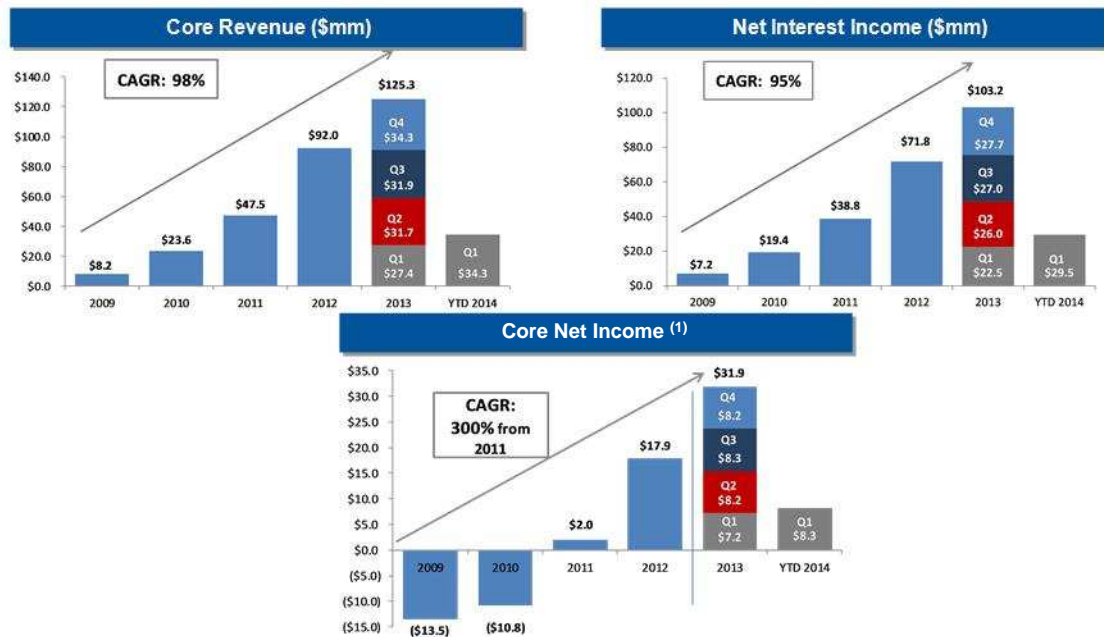 Core Revenue ($mm)
CAGR: 98%
$140.0
$120.0
$100.0
$80.0
$60.0
$40.0
$20.0
$0.0
$8.2
$23.6
$47.5
$92.0
$125.3
Q4
$34.3
Q3
$31.9
Q2
$31.7
Q1
$27.4
Q1
$34.3
2009
2010
2011
2012
2013
YTD 2014
Net Interest Income ($mm)
CAGR: 95%
$120.0
$100.0
$80.0
$60.0
$40.0
$20.0
$0.0
$7.2
$19.4
$38.8
$71.8
$103.2
Q4
$27.7
Q3
$27.0
Q2
$26.0
Q1
$22.5
Q1
$29.5
2009
2010
2011
2012
2013
YTD 2014
Core Net Income (1)
CAGR:
300% from
2011
$35.0
$30.0
$25.0
$20.0
$15.0
$10.0
$5.0
$0.0
($5.0)
($10.0)
($15.0)
2009
2010
2011
2012
2013
YTD 2014
($13.5)
($10.8)
$2.0
$17.9
$31.9
Q4
$8.2
Q3
$8.3
Q2
$8.2
Q1
$7.2
Q1
$8.3